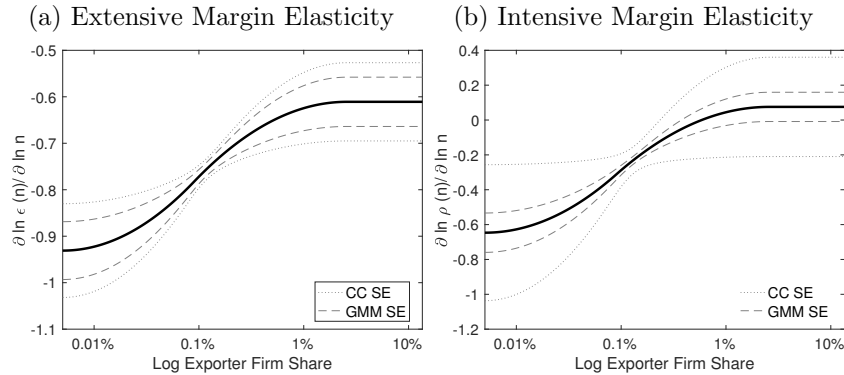 (a) Extensive Margin Elasticity
-0.5
-0.6
-0.7
-0.8
-0.9
-1
-1.1
∂ ln ϵ (n)/ ∂ ln n
0.01%
0.1%
1%
10%
Log Exporter Firm Share
CC SE
GMM SE
(b) Intensive Margin Elasticity
0.4
0.2
0
-0.2
-0.4
-0.6
-0.8
-1
-1.2
∂ ln ρ (n)/ ∂ ln n
0.01%
0.1%
1%
10%
Log Exporter Firm Share
CC SE
GMM SE